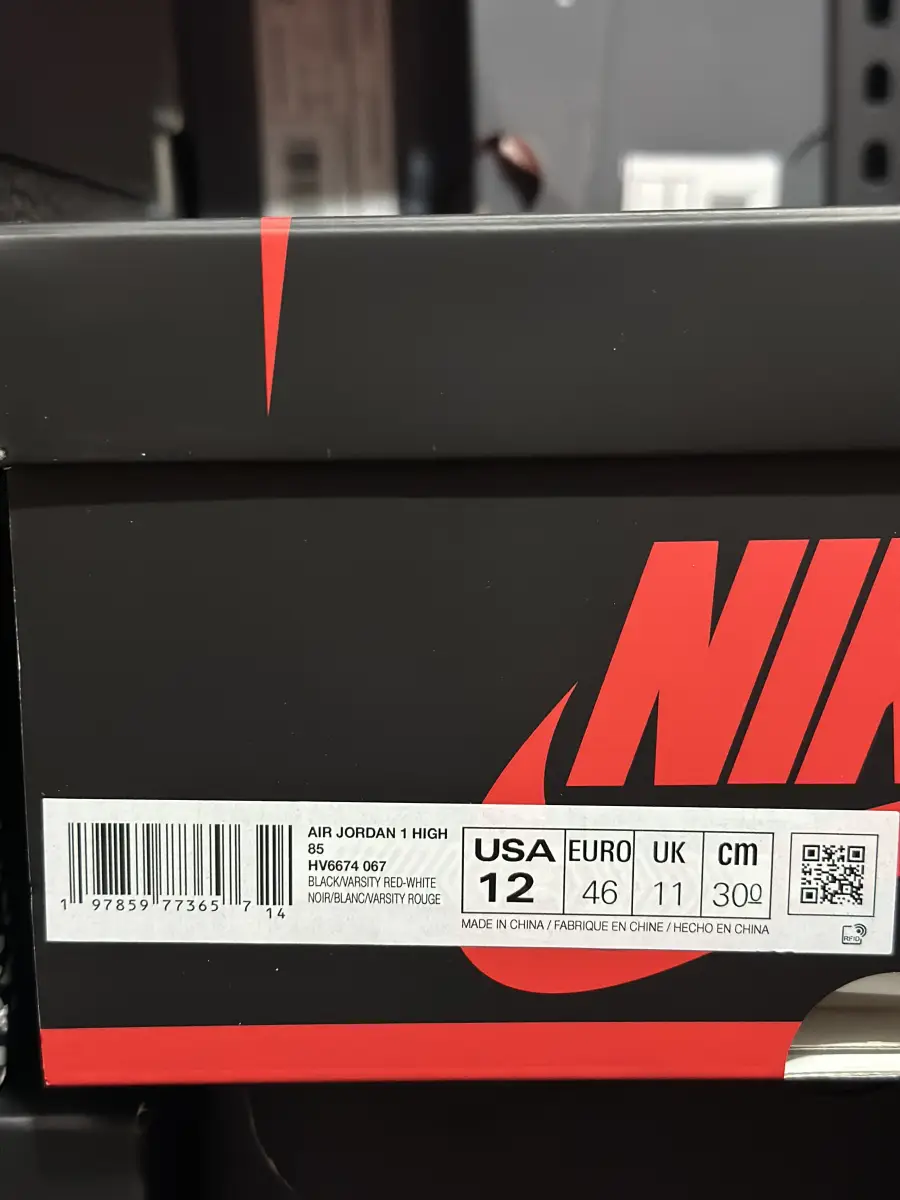 NIK
AIR JORDAN 1 HIGH
85
HV6674 067
BLACK/VARSITY RED-WHITE
NOIR/BLANC/VARSITY ROUGE
1 97859 77365 7 14
USA EURO UK cm
12 46 11 30º
MADE IN CHINA / FABRIQUE EN CHINE / HECHO EN CHINA
RFID